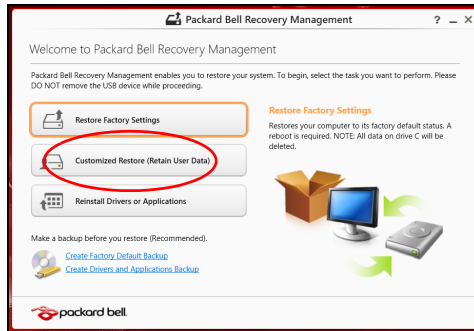 Packard Bell Recovery Management
? _ X
Welcome to Packard Bell Recovery Management
Packard Bell Recovery Management enables you to restore your system. To begin, select the task you want to perform. Please
DO NOT remove the USB device while proceeding.
Restore Factory Settings
Customized Restore (Retain User Data)
Reinstall Drivers or Applications
Restore Factory Settings
Restores your computer to its factory default status. A
reboot is required. NOTE: All data on drive C will be
deleted.
Make a backup before you restore (Recommended).
Create Factory Default Backup
Create Drivers and Applications Backup
packard bell.